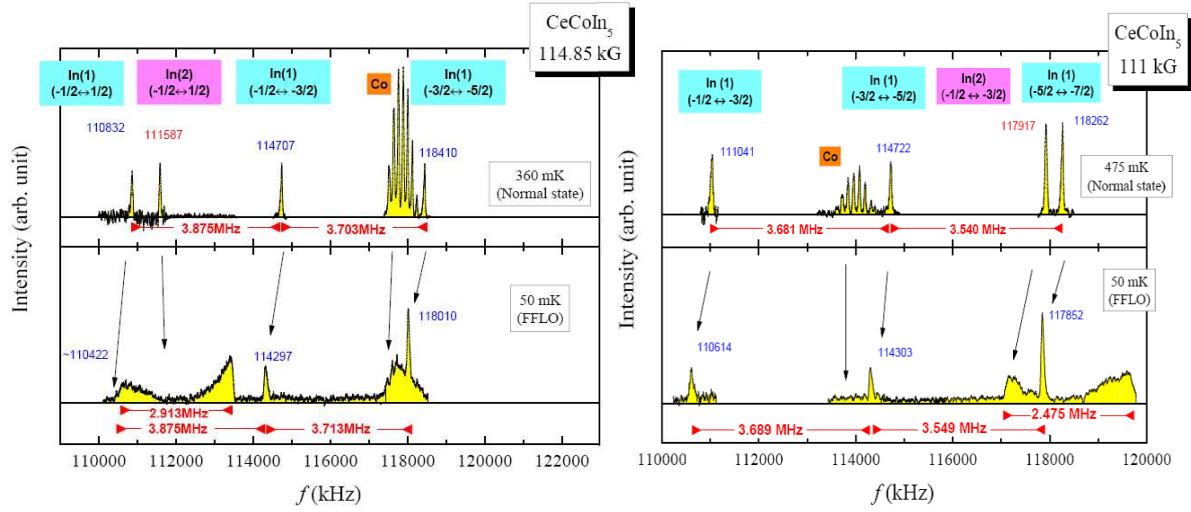 CeCoIn5
114.85 kG
In(1)
(-1/2↔1/2)
In(2)
(-1/2↔1/2)
In(1)
(-1/2↔ -3/2)
Co
In(1)
(-3/2↔ -5/2)
110832
111587
114707
118410
360 mK
(Normal state)
3.875MHz
3.703MHz
Intensity (arb. unit)
50 mK
(FFLO)
118010
~110422
114297
2.913MHz
3.875MHz
3.713MHz
110000
112000
114000
116000
118000
120000
122000
f (kHz)
CeCoIn5
111 kG
In (1)
(-1/2 ↔ -3/2)
In (1)
(-3/2 ↔ -5/2)
In(2)
(-1/2 ↔ -3/2)
In (1)
(-5/2 ↔ -7/2)
111041
Co
114722
117917
118262
475 mK
(Normal state)
3.681 MHz
3.540 MHz
Intensity (arb. unit)
50 mK
(FFLO)
110614
114303
117852
2.475 MHz
3.689 MHz
3.549 MHz
110000
112000
114000
116000
118000
120000
f (kHz)